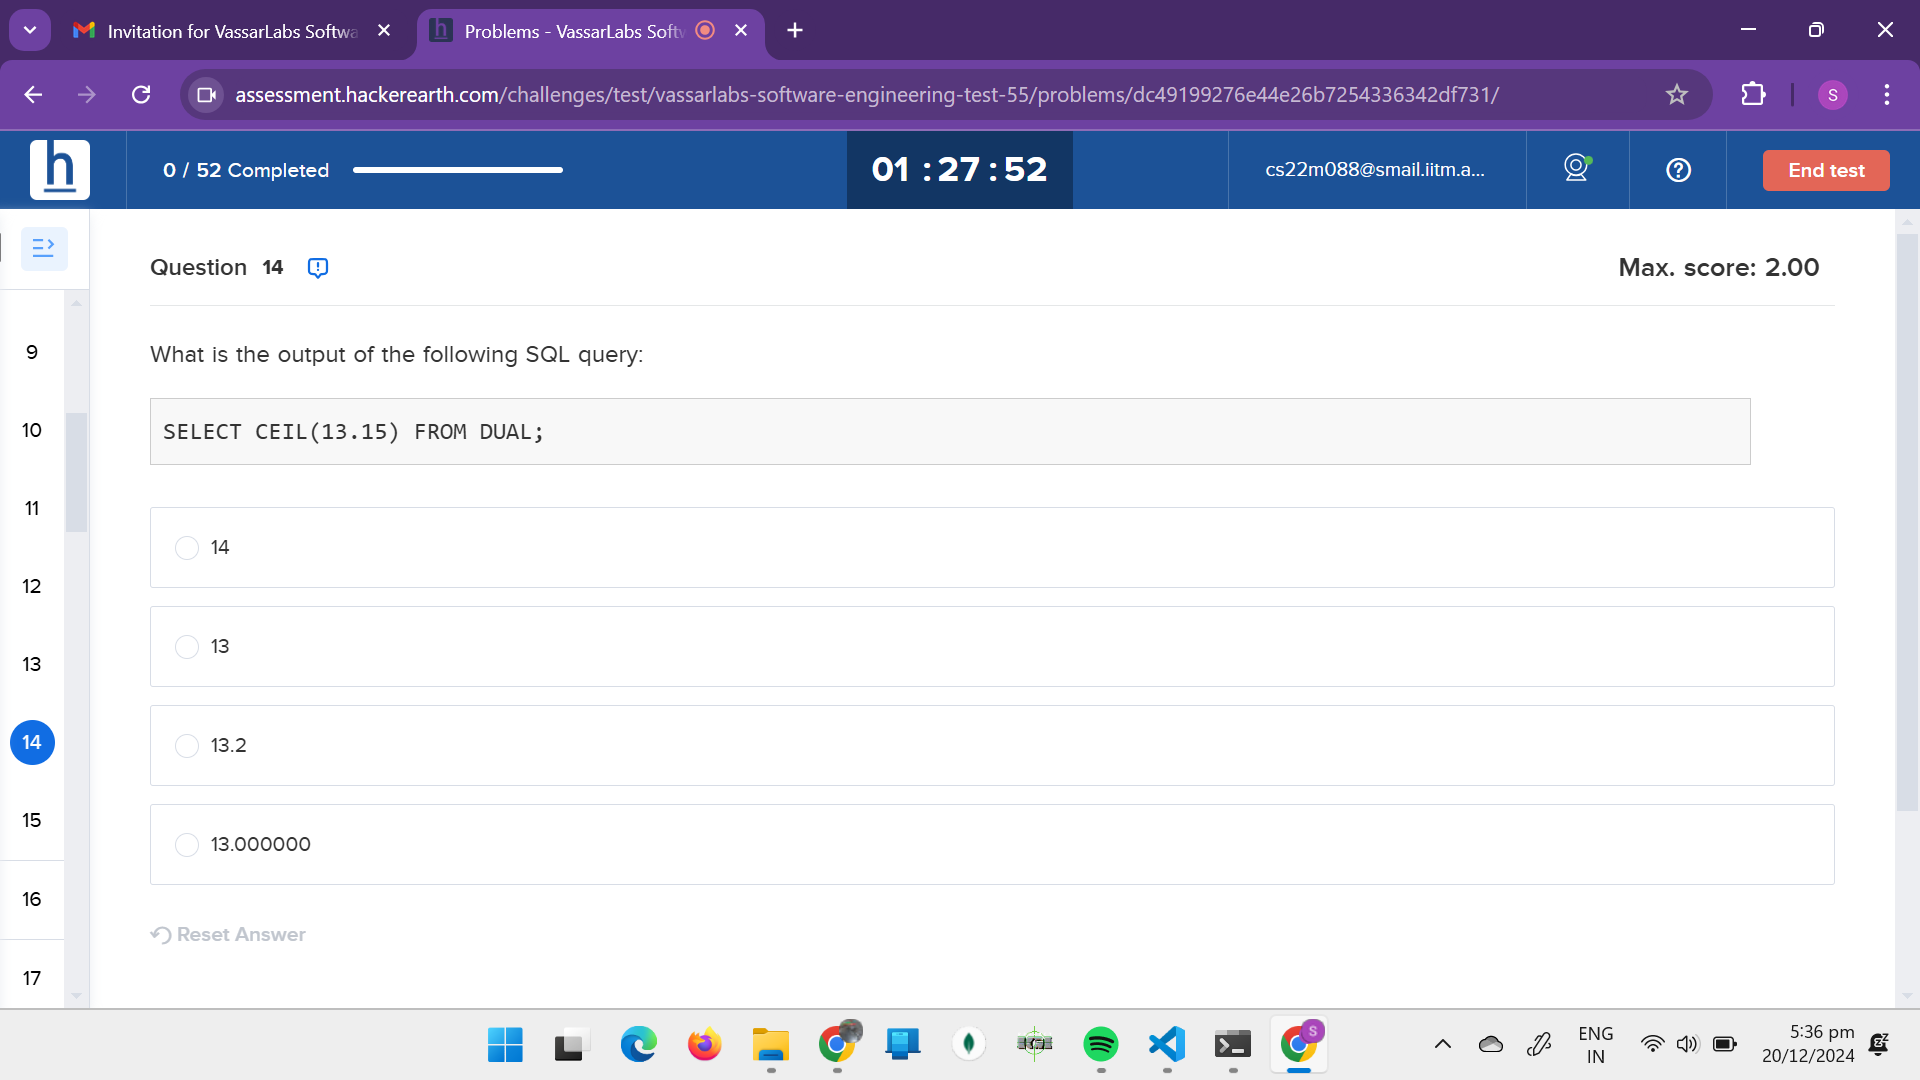 Invitation for VassarLabs Softwa
Problems - VassarLabs Softv
assessment.hackerearth.com/challenges/test/vassarlabs-software-engineering-test-55/problems/dc49199276e44e26b7254336342df731/
S
h
0 / 52 Completed
01 : 27 : 52
cs22m088@smail.iitm.a...
End test
Question 14
Max. score: 2.00
What is the output of the following SQL query:
SELECT CEIL(13.15) FROM DUAL;
14
13
13.2
13.000000
Reset Answer
9
10
11
12
13
14
15
16
17
S
ENG
IN
5:36 pm
20/12/2024